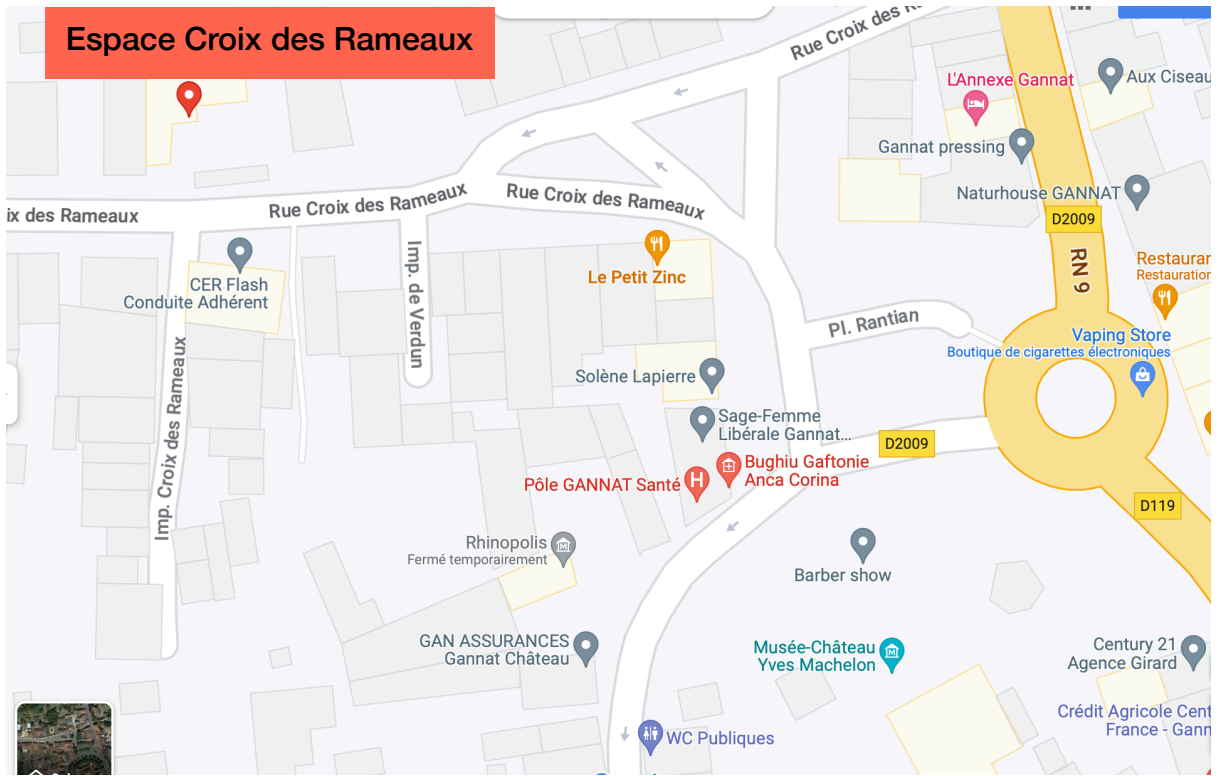 Espace Croix des Rameaux
Rue Croix des R
L'Annexe Gannat
Aux Ciseau
Gannat pressing
Naturhouse GANNAT
D2009
RN 9
Restauran
Restauration
ix des Rameaux
Rue Croix des Rameaux
Rue Croix des Rameaux
CER Flash
Conduite Adhérent
Imp. de Verdun
Le Petit Zinc
Pl. Rantian
Vaping Store
Boutique de cigarettes électroniques
Imp. Croix des Rameaux
Solène Lapierre
Sage-Femme
Libérale Gannat...
D2009
Bughiu Gaftonie
Anca Corina
Pôle GANNAT Santé
D119
Rhinopolis
Fermé temporairement
Barber show
GAN ASSURANCES
Gannat Château
Musée-Château
Yves Machelon
Century 21
Agence Girard
Crédit Agricole Cent
France - Gann
WC Publiques